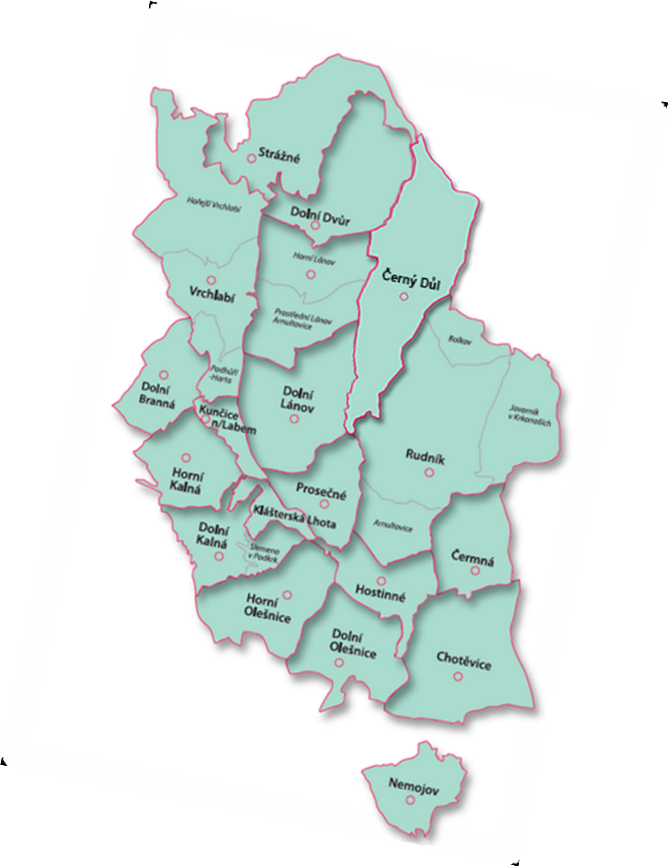 Strážné
Hořejší Vrchlabí
Dolní Dvůr
Horní Lánov
Černý Důl
Vrchlabí
Prostřední Lánov
Arnultovice
Bolkov
Podhůří
-Harta
Dolní
Branná
Dolní
Lánov
Javorník
v Krkonoších
Kunčice
n/Labem
Rudník
Horní
Kalná
Prosečné
Klášterská Lhota
Arnultovice
Dolní
Kalná
Slemeno
v Podkrk.
Čermná
Hostinné
Horní
Olešnice
Dolní
Olešnice
Chotěvice
Nemojov